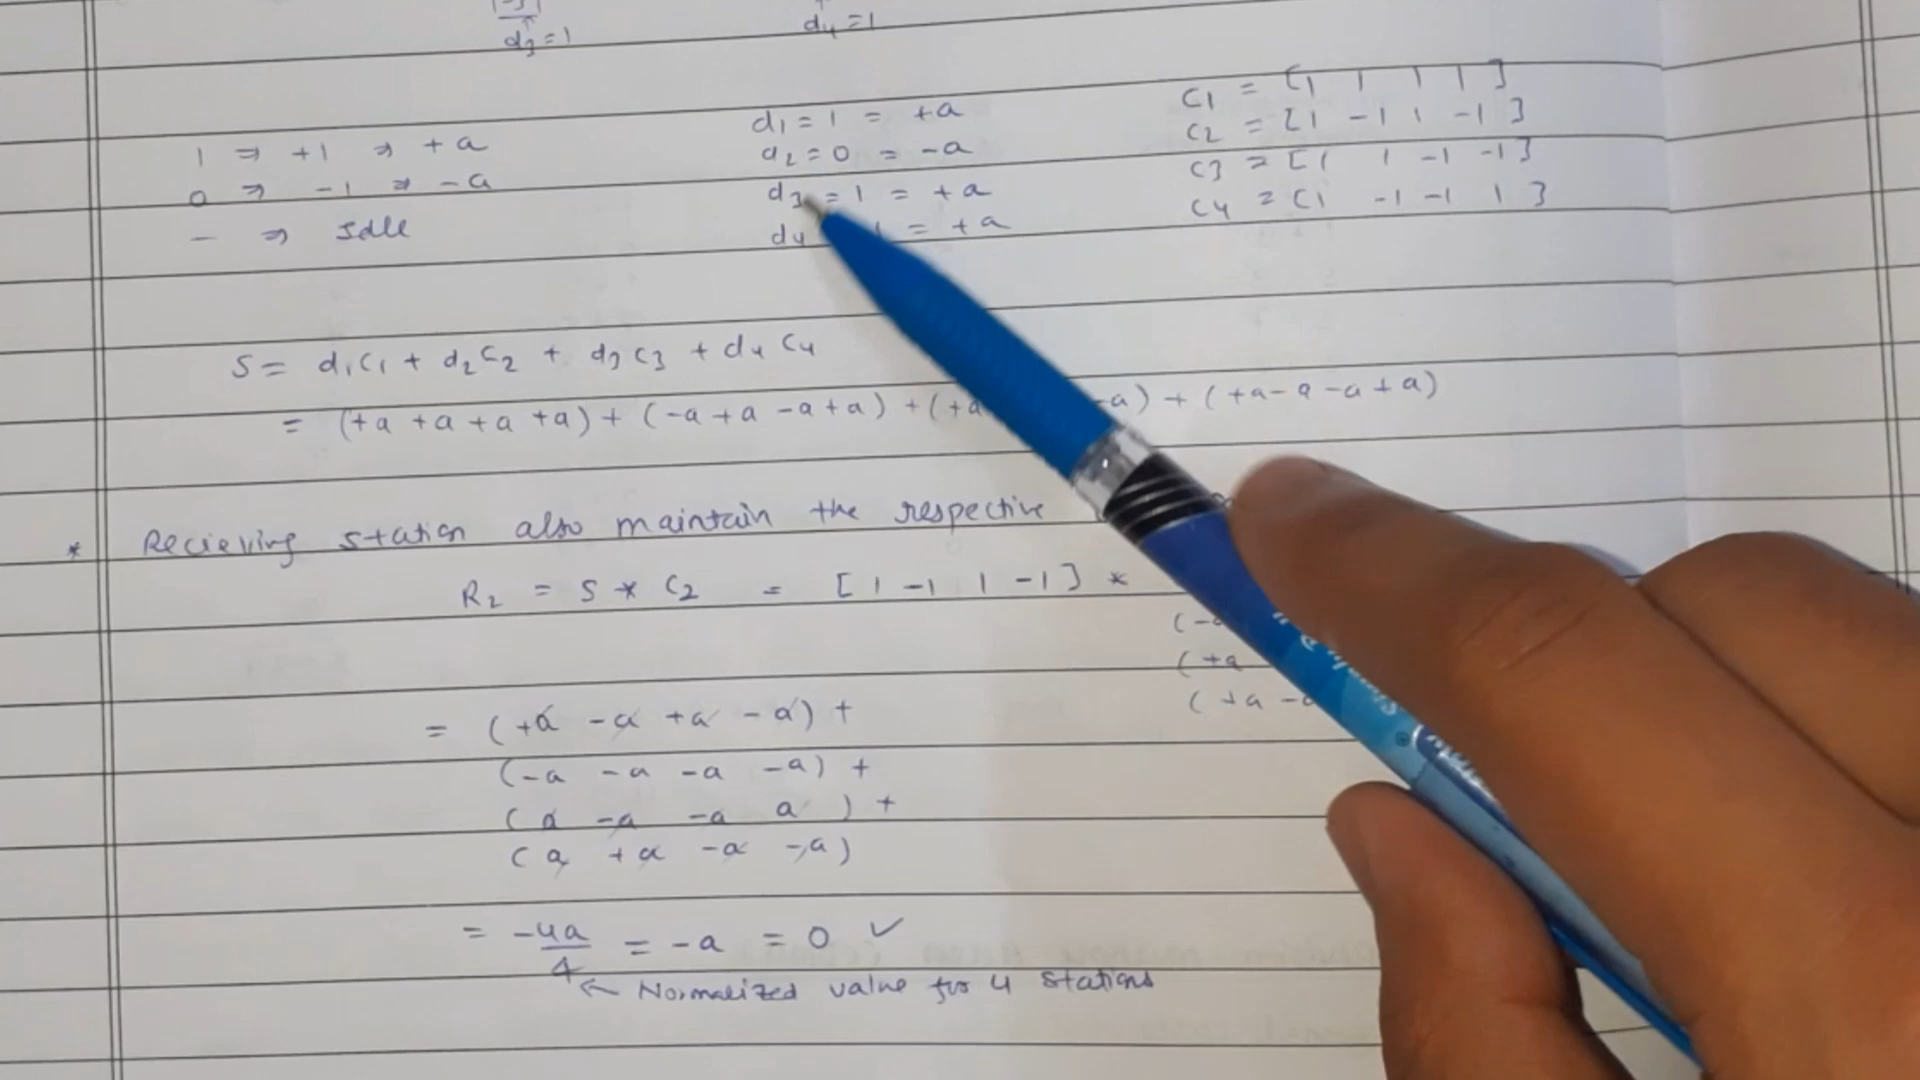 d3 = 1
d4 = 1
1 ⇒ +1 ⇒ +a
0 ⇒ -1 ⇒ -a
— ⇒ Idle
d1 = 1 = +a
d2 = 0 = -a
d3 = 1 = +a
d4 = +a
C1 = [1 1 1 1]
C2 = [1 -1 1 -1]
C3 = [1 1 -1 -1]
C4 = [1 -1 -1 1]
S = d1C1 + d2C2 + d3C3 + d4C4
= (+a +a +a +a) + (-a +a -a +a) + (+a -a) + (+a -a -a +a)
* Recieving station also maintain the respective
R2 = S * C2 = [1 -1 1 -1] *
(-a
(+a
(+a -a
= (+a -a +a -a) +
(-a -a -a -a) +
(a -a -a a) +
(a +a -a -a)
= -4a/4 = -a = 0 ✓
← Normalized value for 4 stations